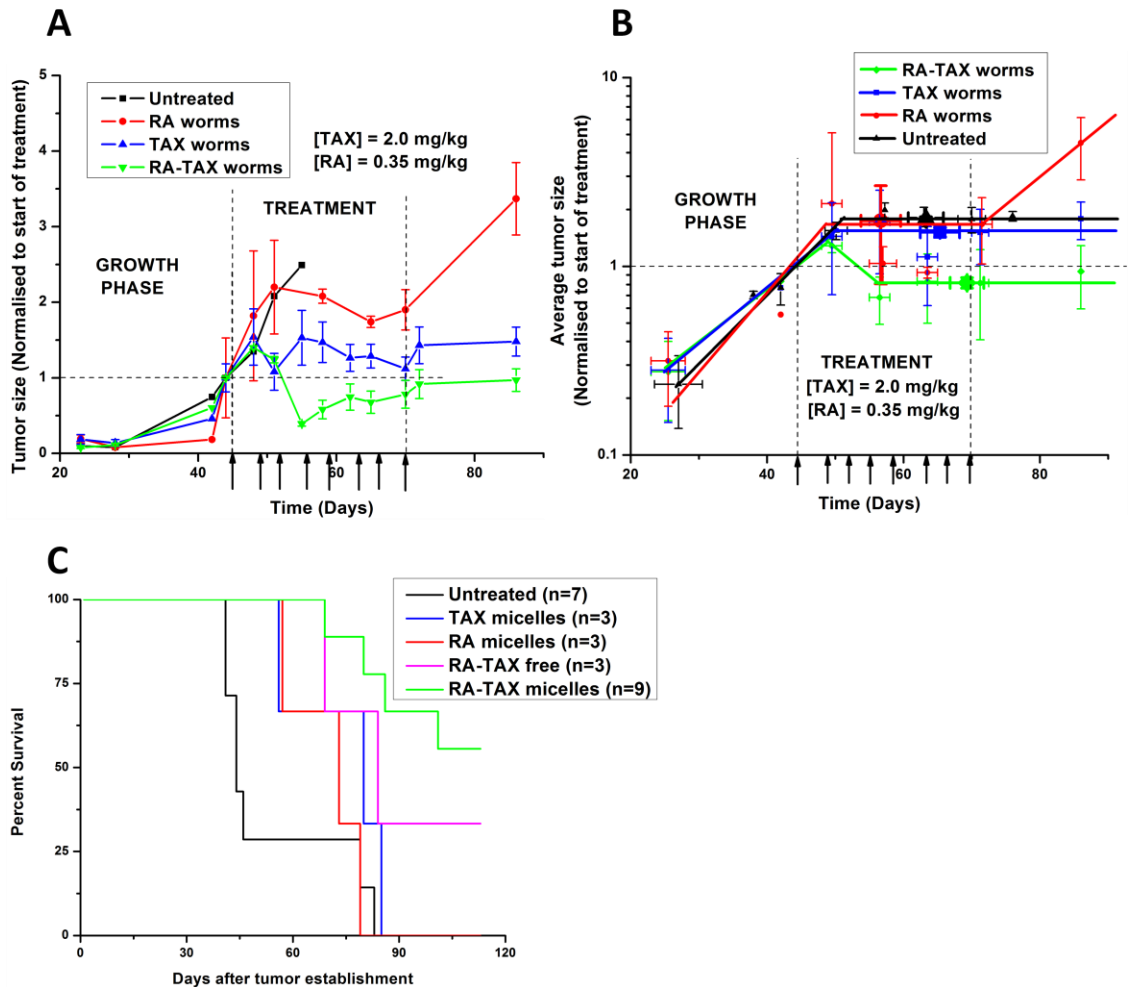 A
Tumor size (Normalised to start of treatment)
5
4
3
2
1
0
20
40
60
80
Time (Days)
Untreated
RA worms
TAX worms
RA-TAX worms
[TAX] = 2.0 mg/kg
[RA] = 0.35 mg/kg
TREATMENT
GROWTH
PHASE
B
Average tumor size
(Normalised to start of treatment)
10
1
0.1
20
40
60
80
Time (Days)
RA-TAX worms
TAX worms
RA worms
Untreated
GROWTH
PHASE
TREATMENT
[TAX] = 2.0 mg/kg
[RA] = 0.35 mg/kg
C
Percent Survival
100
75
50
25
0
0
30
60
90
120
Days after tumor establishment
Untreated (n=7)
TAX micelles (n=3)
RA micelles (n=3)
RA-TAX free (n=3)
RA-TAX micelles (n=9)